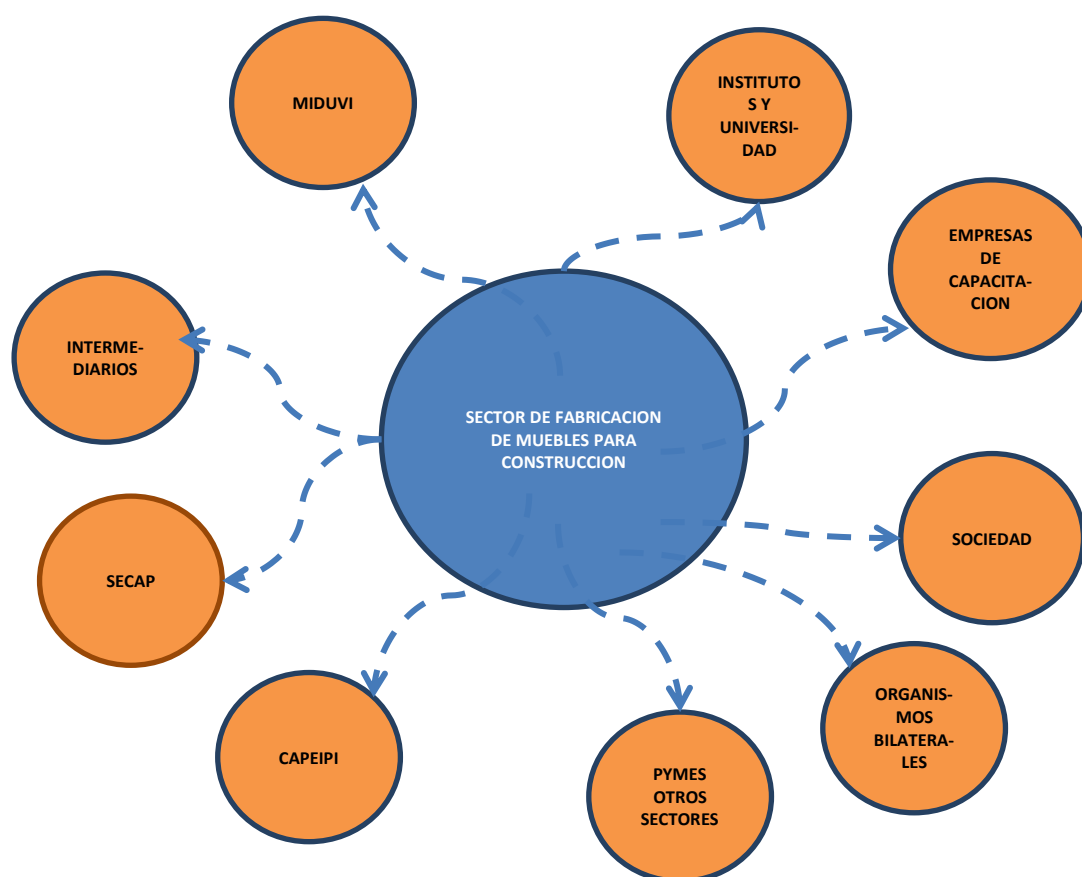 MIDUVI
INSTITUTO
S Y
UNIVERSI-
DAD
EMPRESAS
DE
CAPACITA-
CION
INTERME-
DIARIOS
SECTOR DE FABRICACION
DE MUEBLES PARA
CONSTRUCCION
SOCIEDAD
SECAP
ORGANIS-
MOS
BILATERA-
LES
CAPEIPI
PYMES
OTROS
SECTORES